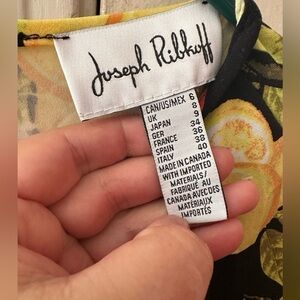 Joseph Ribkoff
CAN/US/MEX 6
UK 8
JAPAN 9
GER 34
FRANCE 36
SPAIN 38
ITALY 40
MADE IN CANADA
WITH IMPORTED
MATERIALS/
FABRIQUÉ AU
CANADA AVEC DES
MATÉRIAUX
IMPORTÉS